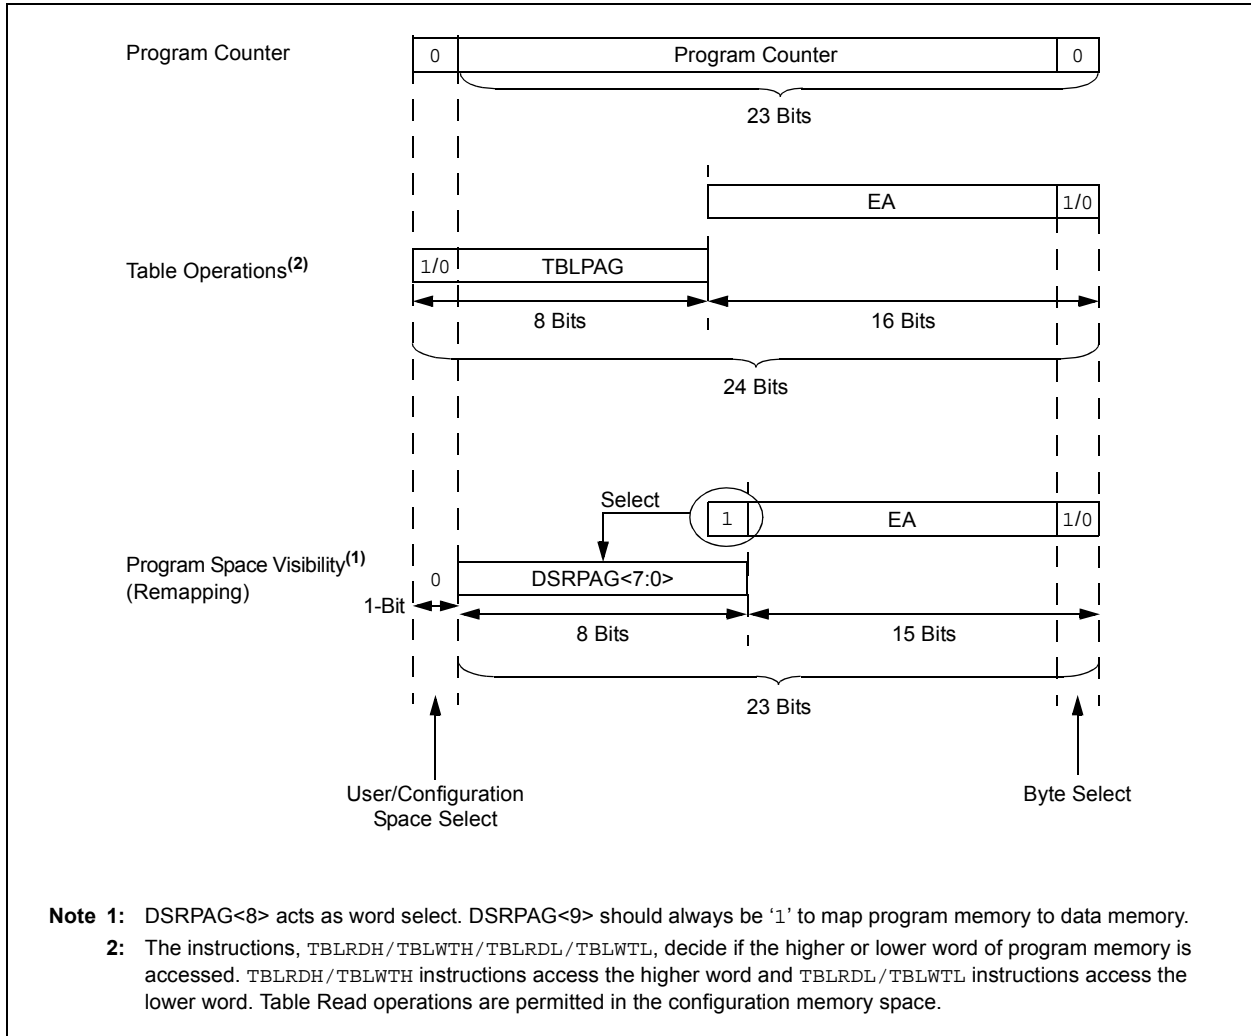 Program Counter
0 Program Counter 0
23 Bits
EA 1/0
Table Operations(2)
1/0 TBLPAG
8 Bits 16 Bits
24 Bits
Select
1 EA 1/0
Program Space Visibility(1)
(Remapping)
0 DSRPAG<7:0>
1-Bit
8 Bits 15 Bits
23 Bits
User/Configuration
Space Select
Byte Select
Note 1: DSRPAG<8> acts as word select. DSRPAG<9> should always be ‘1’ to map program memory to data memory.
2: The instructions, TBLRDH/TBLWTH/TBLRDL/TBLWTL, decide if the higher or lower word of program memory is
accessed. TBLRDH/TBLWTH instructions access the higher word and TBLRDL/TBLWTL instructions access the
lower word. Table Read operations are permitted in the configuration memory space.